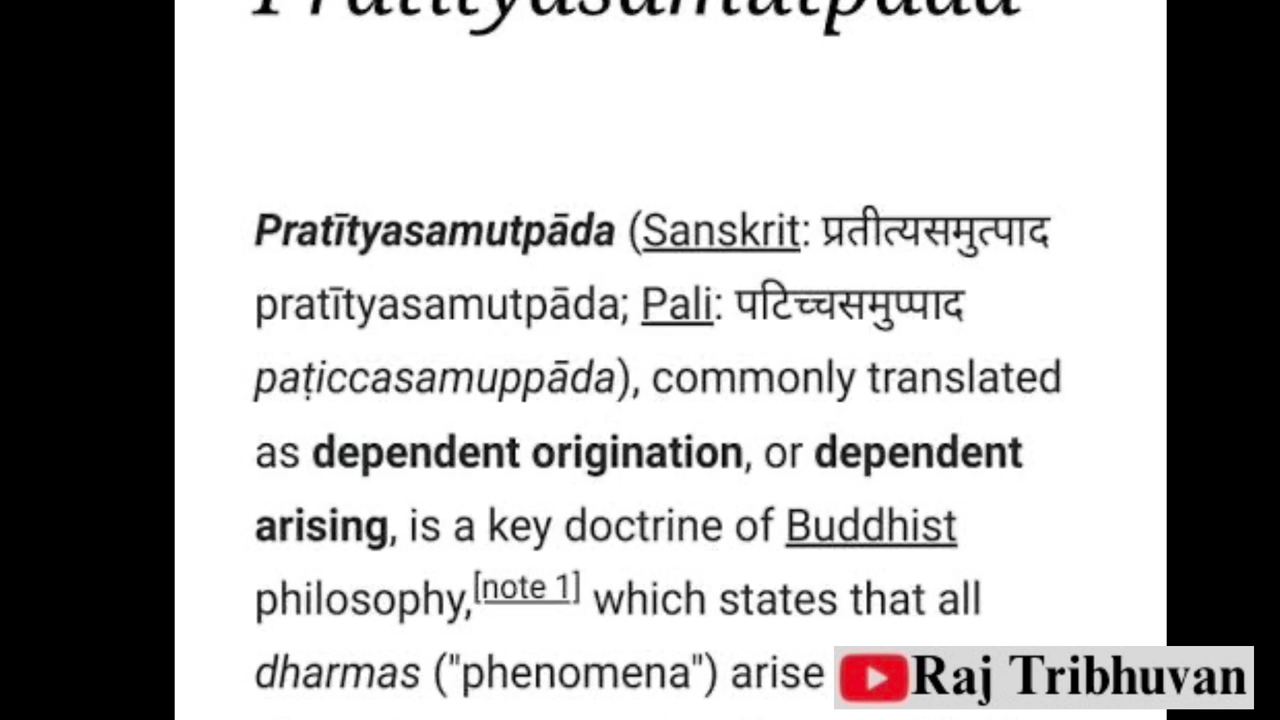 Pratītyasamutpāda
Pratītyasamutpāda (Sanskrit: प्रतीत्यसमुत्पाद
pratītyasamutpāda; Pali: पटिच्चसमुप्पाद
paṭiccasamuppāda), commonly translated
as dependent origination, or dependent
arising, is a key doctrine of Buddhist
philosophy,[note 1] which states that all
dharmas ("phenomena") arise
Raj Tribhuvan